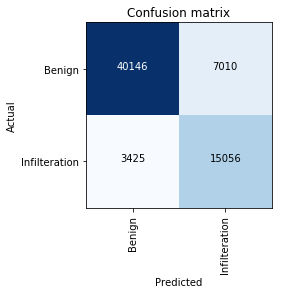 Confusion matrix
Actual
Benign
40146 7010
Infilteration
3425 15056
Benign
Infilteration
Predicted